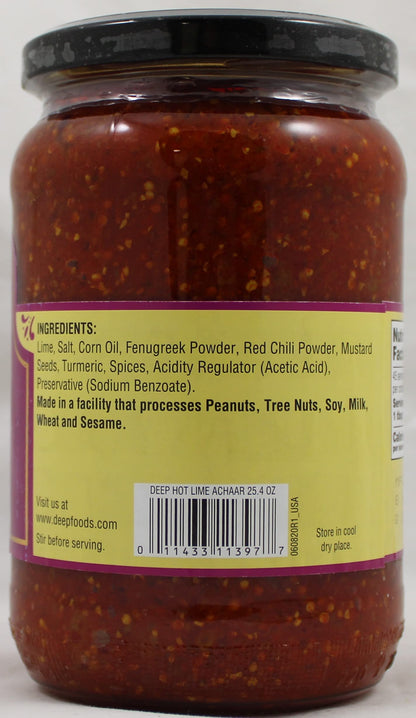 INGREDIENTS:
Lime, Salt, Corn Oil, Fenugreek Powder, Red Chili Powder, Mustard
Seeds, Turmeric, Spices, Acidity Regulator (Acetic Acid),
Preservative (Sodium Benzoate).
Made in a facility that processes Peanuts, Tree Nuts, Soy, Milk,
Wheat and Sesame.
Visit us at
www.deepfoods.com
Stir before serving.
DEEP HOT LIME ACHAAR 25.4 OZ
0 11433 11397 7
060820R1_USA
Store in cool
dry place.
Nutri
Facts